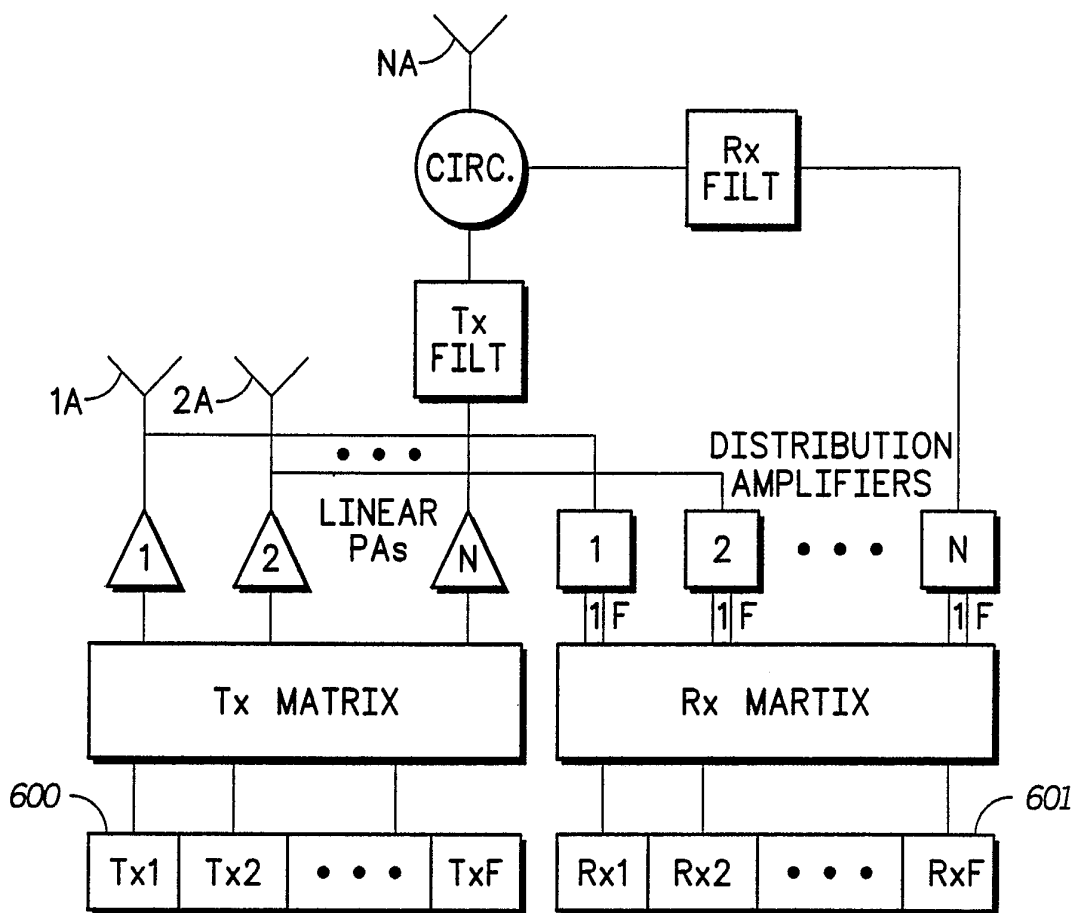 NA
CIRC.
Rx
FILT
Tx
FILT
1A
2A
• • •
DISTRIBUTION
AMPLIFIERS
LINEAR
PAs
1
2
N
1
2
• • •
N
1 F
1 F
1 F
Tx MATRIX
Rx MARTIX
600
601
Tx1
Tx2
• • •
TxF
Rx1
Rx2
• • •
RxF